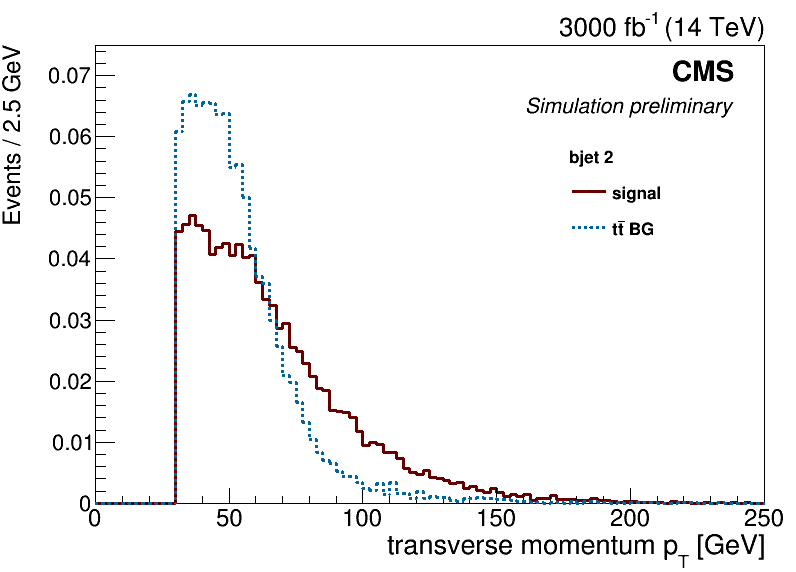 3000 fb⁻¹ (14 TeV)
Events / 2.5 GeV
CMS
Simulation preliminary
bjet 2
signal
tt̄ BG
0.07
0.06
0.05
0.04
0.03
0.02
0.01
0
0 50 100 150 200 250
transverse momentum p_T [GeV]